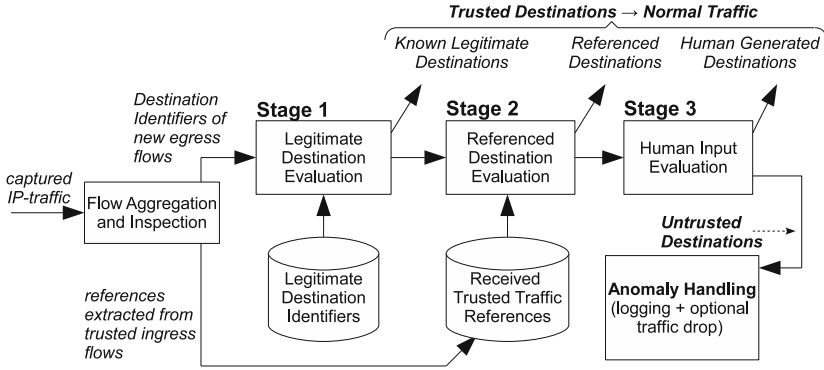 Trusted Destinations → Normal Traffic
Known Legitimate
Destinations
Referenced
Destinations
Human Generated
Destinations
Destination
Identifiers of
new egress
flows
Stage 1
Legitimate
Destination
Evaluation
Stage 2
Referenced
Destination
Evaluation
Stage 3
Human Input
Evaluation
captured
IP-traffic
Flow Aggregation
and Inspection
Untrusted
Destinations
references
extracted from
trusted ingress
flows
Legitimate
Destination
Identifiers
Received
Trusted Traffic
References
Anomaly Handling
(logging + optional
traffic drop)